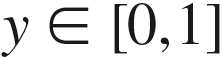 y ∈ [0,1]